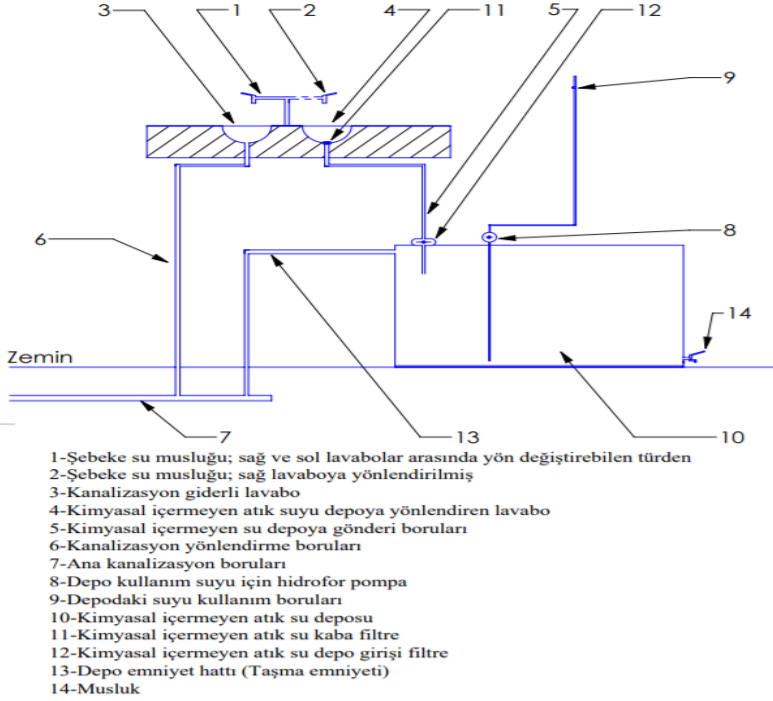 3 1 2 4 11 5 12
9
6
8
14
Zemin
7 13 10
1-Şebeke su musluğu; sağ ve sol lavabolar arasında yön değiştirebilen türden
2-Şebeke su musluğu; sağ lavaboya yönlendirilmiş
3-Kanalizasyon giderli lavabo
4-Kimyasal içermeyen atık suyu depoya yönlendiren lavabo
5-Kimyasal içermeyen su depoya gönderi boruları
6-Kanalizasyon yönlendirme boruları
7-Ana kanalizasyon boruları
8-Depo kullanım suyu için hidrofor pompa
9-Depodaki suyu kullanım boruları
10-Kimyasal içermeyen atık su deposu
11-Kimyasal içermeyen atık su kaba filtre
12-Kimyasal içermeyen atık su depo girişi filtre
13-Depo emniyet hattı (Taşma emniyeti)
14-Musluk